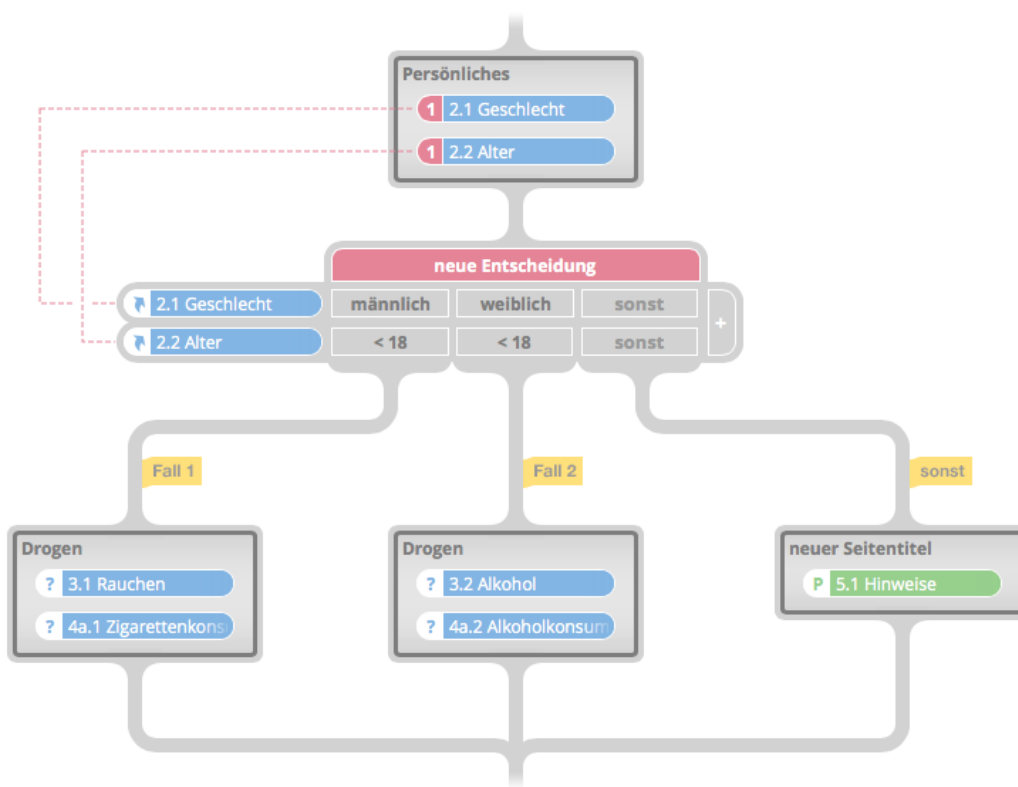 Persönliches
1 2.1 Geschlecht
1 2.2 Alter
neue Entscheidung
2.1 Geschlecht männlich weiblich sonst +
2.2 Alter < 18 < 18 sonst
Fall 1 Fall 2 sonst
Drogen Drogen neuer Seitentitel
? 3.1 Rauchen ? 3.2 Alkohol P 5.1 Hinweise
? 4a.1 Zigarettenkons ? 4a.2 Alkoholkonsum